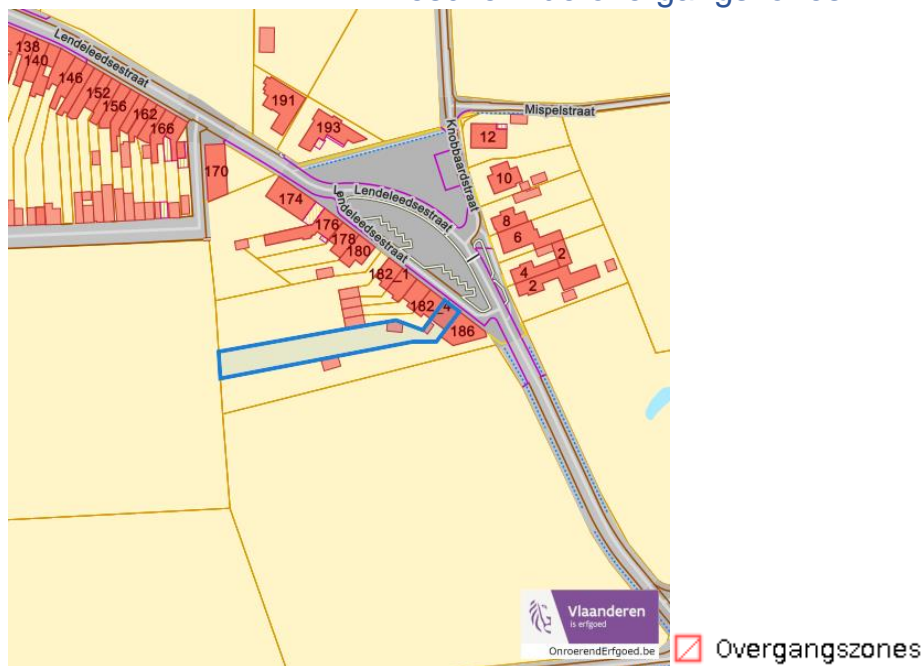 Lendeleedsestraat
138
140
146
152
156
162
166
170
191
193
Mispelstraat
Knobbaardstraat
12
10
8
6
2
4
2
174
Lendeleedsestraat
Lendeleedsestraat
176
178
180
182_1
182_4
186
Vlaanderen
is erfgoed
OnroerendErfgoed.be
Overgangszones